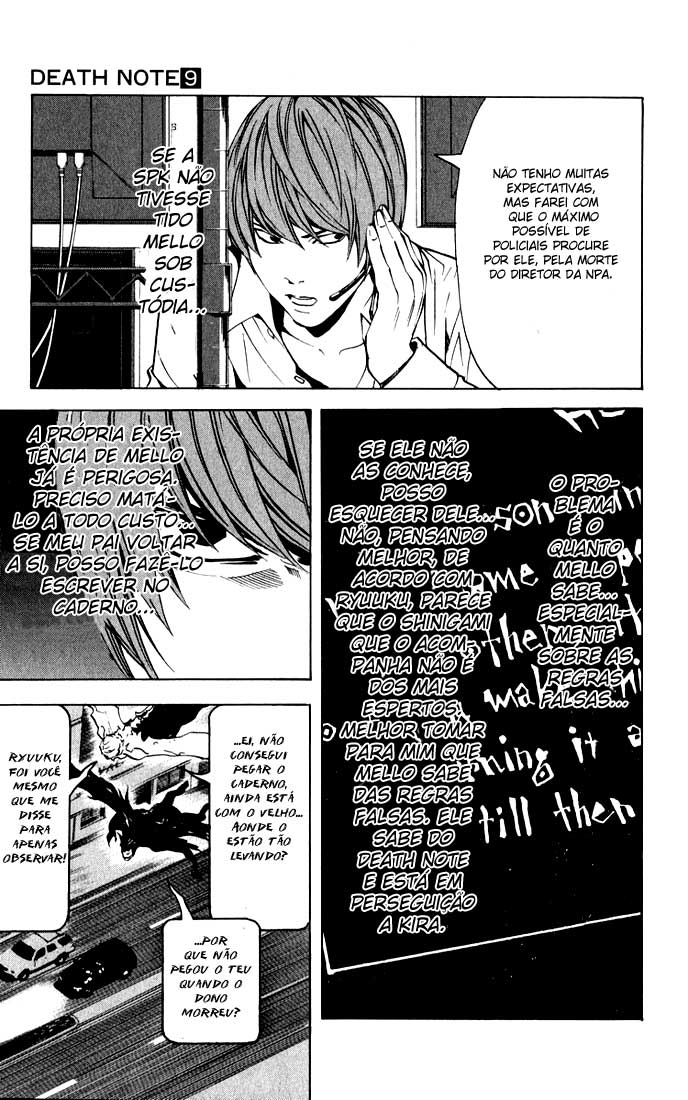 DEATH NOTE 9
NÃO TENHO MUITAS
EXPECTATIVAS,
MAS FAREI COM
QUE O MÁXIMO
POSSÍVEL DE
POLICIAIS PROCURE
POR ELE, PELA MORTE
DO DIRETOR DA NPA.
SE A
SPK NÃO
TIVESSE
TIDO
MELLO
SOB
CUS-
TÓDIA...
O PRO-
BLEMA
É O
QUANTO
MELLO
SABE...
ESPECIAL-
MENTE
SOBRE AS
REGRAS
FALSAS...
SE ELE NÃO
AS CONHECE,
POSSO
ESQUECER DELE...
NÃO, PENSANDO
MELHOR, DE
ACORDO COM
RYUUKU, PARECE
QUE O SHINIGAMI
QUE O ACOM-
PANHA NÃO É
DOS MAIS
ESPERTOS.
MELHOR TOMAR
PARA MIM QUE
MELLO SABE
DAS REGRAS
FALSAS. ELE
SABE DO
DEATH NOTE
E ESTÁ EM
PERSEGUIÇÃO
A KIRA.
son
ome
mak
ning it a
till then
A PRÓPRIA EXIS-
TÊNCIA DE MELLO
JÁ É PERIGOSA.
PRECISO MATÁ-
LO A TODO CUSTO...
SE MEU PAI VOLTAR
A SI, POSSO FAZÊ-LO
ESCREVER NO
CADERNO...
...EI, NÃO
CONSEGUI
PEGAR O
CADERNO,
AINDA ESTÁ
COM O VELHO...
AONDE O
ESTÃO TÃO
LEVANDO?
RYUUKU,
FOI VOCÊ
MESMO
QUE ME
DISSE
PARA
APENAS
OBSERVAR!
...POR
QUE NÃO
PEGOU O TEU
QUANDO O
DONO
MORREU?